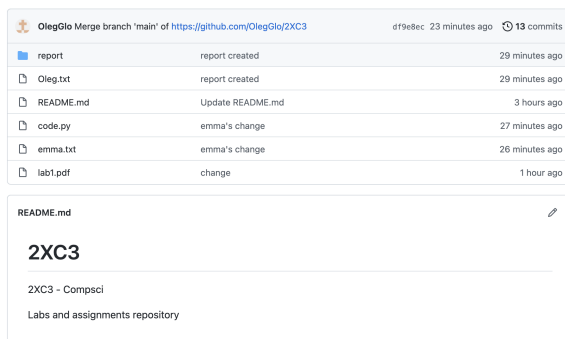 OlegGlo Merge branch 'main' of https://github.com/OlegGlo/2XC3 df9e8ec 23 minutes ago 13 commits
report report created 29 minutes ago
Oleg.txt report created 29 minutes ago
README.md Update README.md 3 hours ago
code.py emma's change 27 minutes ago
emma.txt emma's change 26 minutes ago
lab1.pdf change 1 hour ago
README.md
2XC3
2XC3 - Compsci
Labs and assignments repository